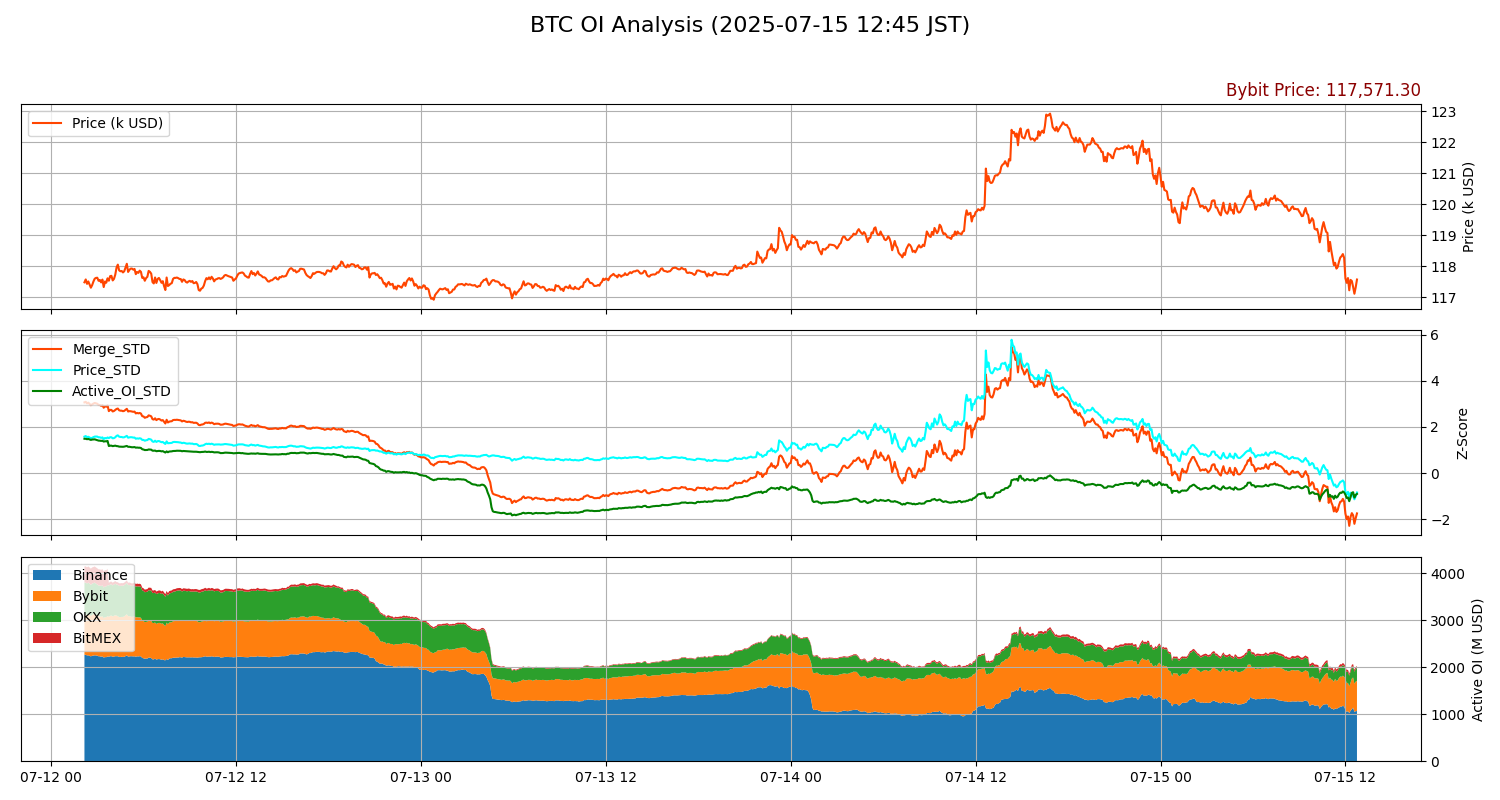 BTC OI Analysis (2025-07-15 12:45 JST)
Bybit Price: 117,571.30
Price (k USD)
123
122
121
120
119
118
117
Price (k USD)
Merge_STD
Price_STD
Active_OI_STD
6
4
2
0
−2
Z-Score
Binance
Bybit
OKX
BitMEX
4000
3000
2000
1000
0
Active OI (M USD)
07-12 00
07-12 12
07-13 00
07-13 12
07-14 00
07-14 12
07-15 00
07-15 12